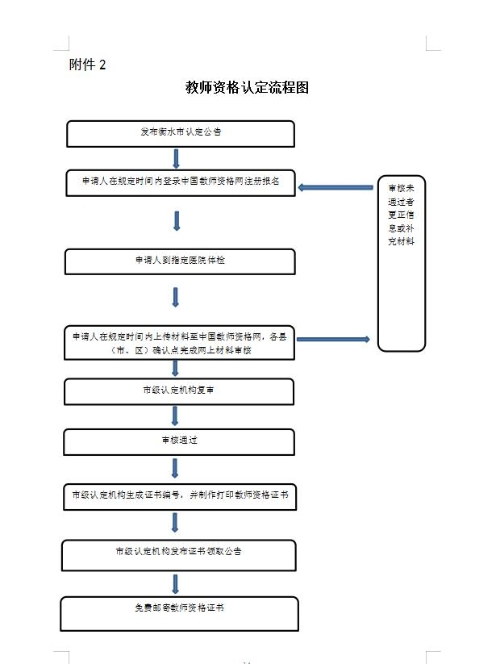 附件 2
教师资格认定流程图
发布衡水市认定公告
申请人在规定时间内登录中国教师资格网注册报名
审核未
通过者
更正信
息或补
充材料
申请人到指定医院体检
申请人在规定时间内上传材料至中国教师资格网，各县
（市、区）确认点完成网上材料审核
市级认定机构复审
审核通过
市级认定机构生成证书编号，并制作打印教师资格证书
市级认定机构发布证书领取公告
免费邮寄教师资格证书